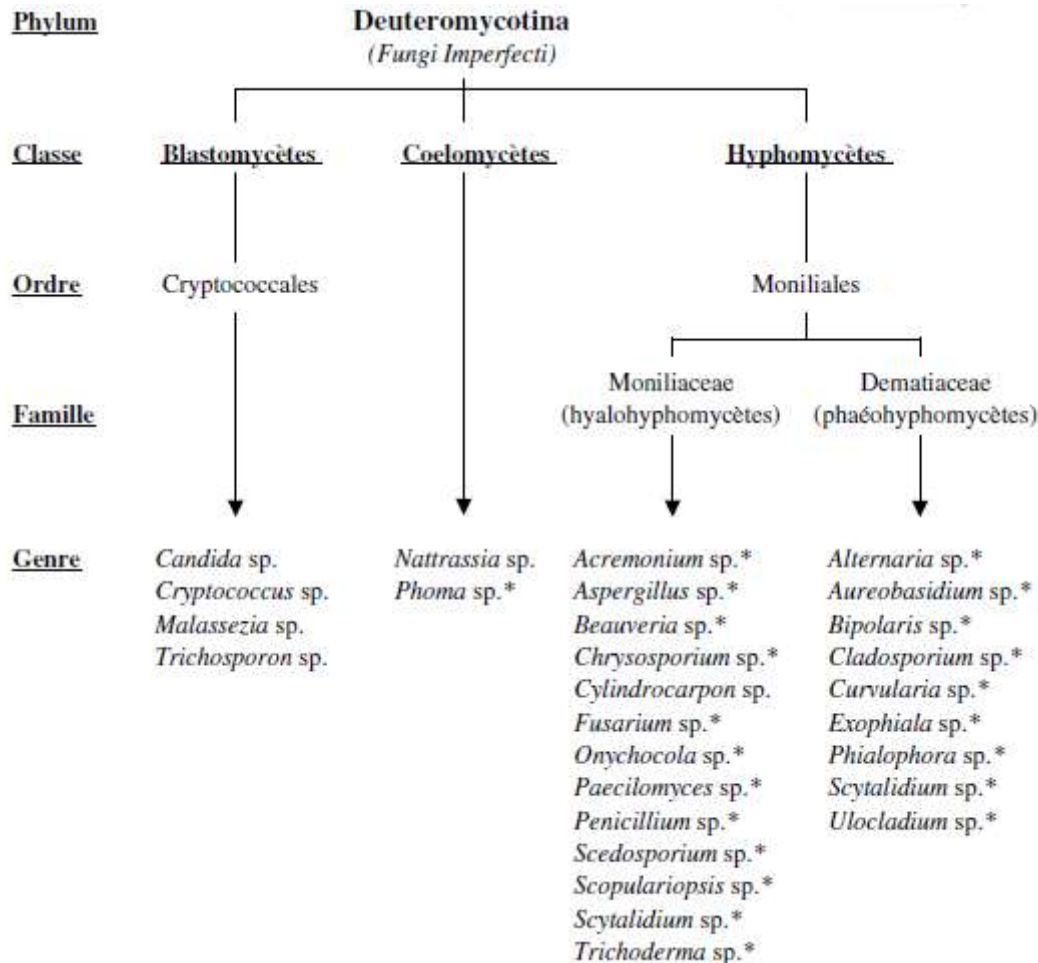 Phylum Deuteromycotina
(Fungi Imperfecti)
Classe Blastomycètes Coelomycètes Hyphomycètes
Ordre Cryptococcales Moniliales
Moniliaceae Dematiaceae
Famille (hyalohyphomycètes) (phaéohyphomycètes)
Genre Candida sp. Nattrassia sp. Acremonium sp.* Alternaria sp.*
Cryptococcus sp. Phoma sp.* Aspergillus sp.* Aureobasidium sp.*
Malassezia sp. Beauveria sp.* Bipolaris sp.*
Trichosporon sp. Chrysosporium sp.* Cladosporium sp.*
Cylindrocarpon sp. Curvularia sp.*
Fusarium sp.* Exophiala sp.*
Onychocola sp.* Phialophora sp.*
Paecilomyces sp.* Scytalidium sp.*
Penicillium sp.* Ulocladium sp.*
Scedosporium sp.*
Scopulariopsis sp.*
Scytalidium sp.*
Trichoderma sp.*